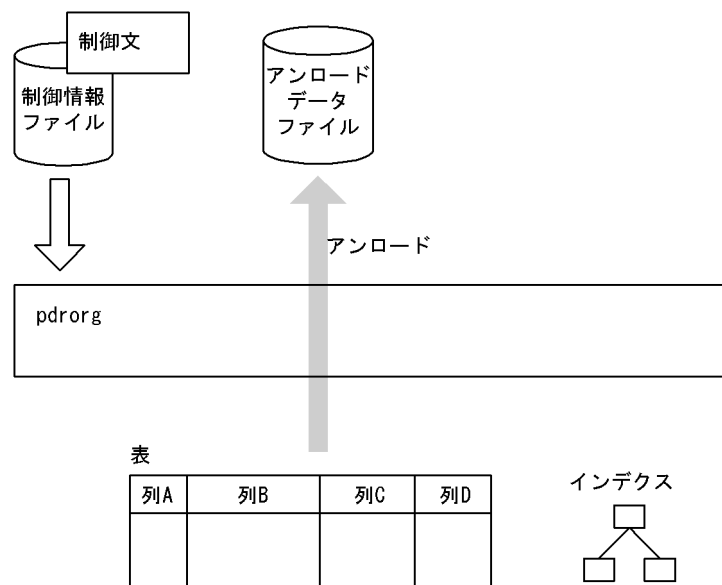 制御文
制御情報
ファイル
アンロード
データ
ファイル
アンロード
pdrorg
表
列A
列B
列C
列D
インデクス